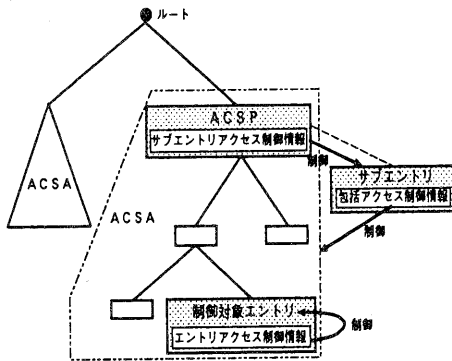 ルート
ACSP
サブエントリアクセス制御情報
制御
サブエントリ
包括アクセス制御情報
ACSA
ACSA
制御
制御対象エントリ
エントリアクセス制御情報
制御